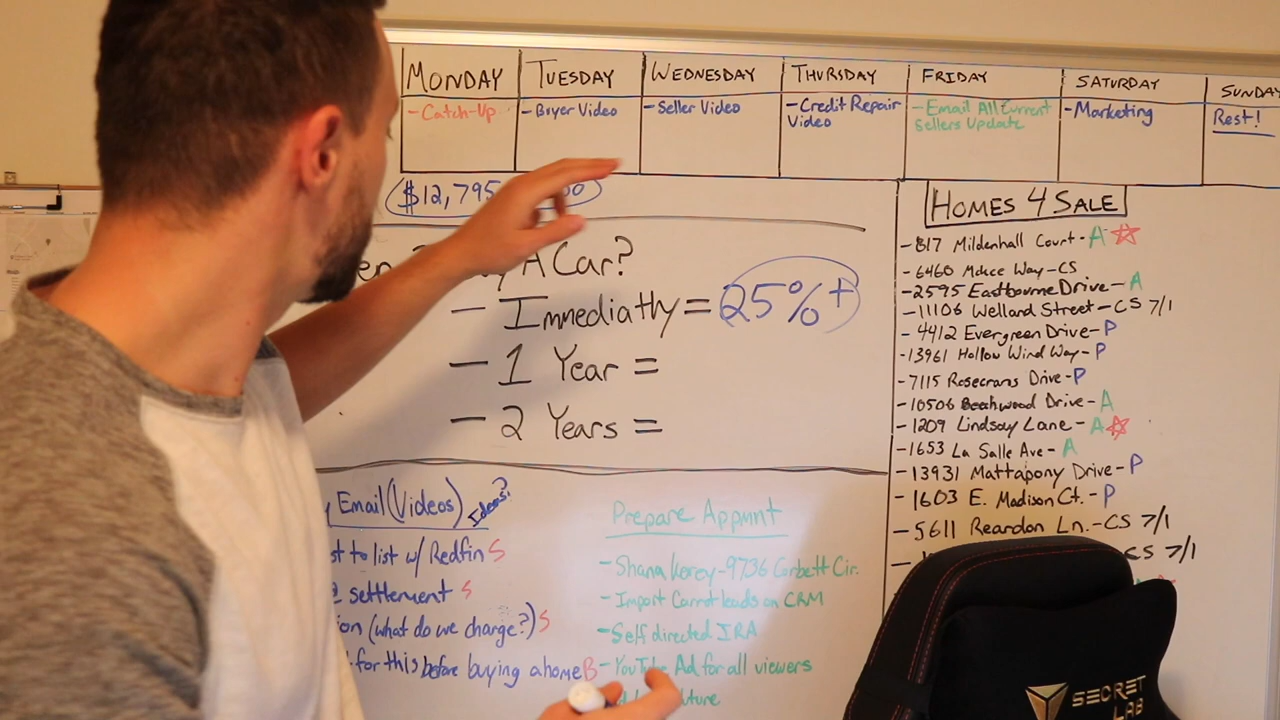 MONDAY TUESDAY WEDNESDAY THURSDAY FRIDAY SATURDAY SUNDAY
-Catch-Up
-Buyer Video
-Seller Video
-Credit Repair
Video
-Email All Current
Sellers Update
-Marketing
Rest!
$12,795
A Car?
- Immediatly = 25%+
- 1 Year =
- 2 Years =
Email (Videos) Ideas?
to list w/ Redfin S
settlement S
(what do we charge?) S
for this before buying a home B
Prepare Appmnt
-Shana Korey-9736 Corbett Cir.
-Import Carrot leads on CRM
-Self directed IRA
-YouTube Ad for all viewers
HOMES 4 SALE
-817 Mildenhall Court-A
-6460 Way-CS
-2595 Eastbourne Drive-A
-11106 Welland Street-CS 7/1
-4412 Evergreen Drive-P
-13961 Hollow Wind Way-P
-7115 Rosecrans Drive-P
-10506 Beechwood Drive-A
-1209 Lindsay Lane-A
-1653 La Salle Ave-A
-13931 Mattapony Drive-P
-1603 E. Madison Ct.-P
-5611 Reardon Ln.-CS 7/1
CS 7/1
SECRET
LAB